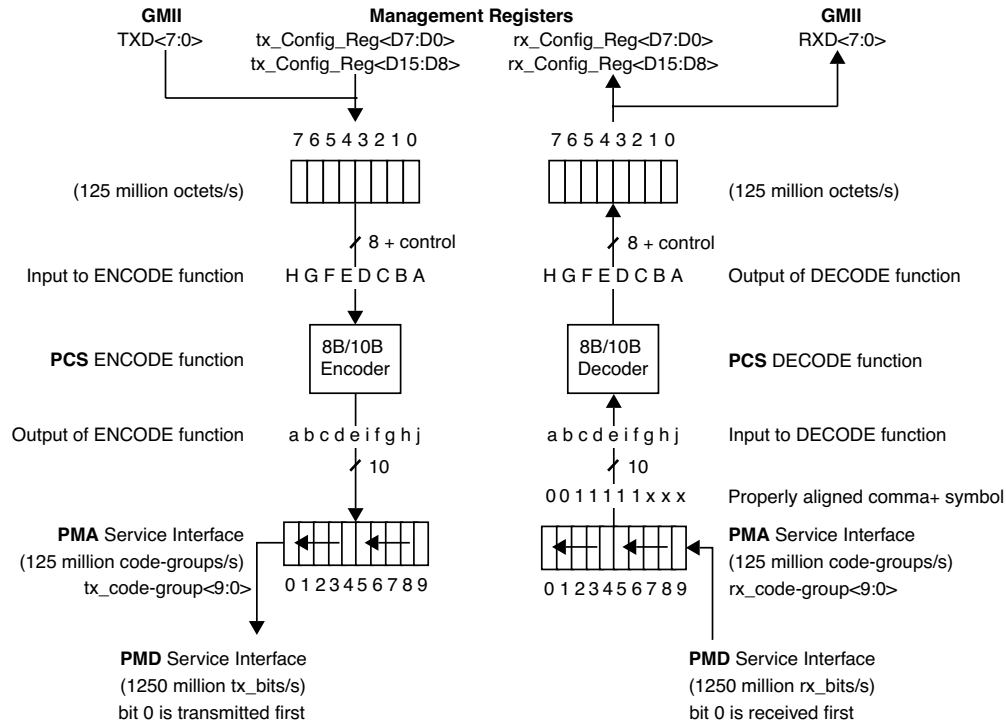 GMII
TXD<7:0>
Management Registers
tx_Config_Reg<D7:D0>
tx_Config_Reg<D15:D8>
rx_Config_Reg<D7:D0>
rx_Config_Reg<D15:D8>
GMII
RXD<7:0>
7 6 5 4 3 2 1 0
(125 million octets/s)
8 + control
Input to ENCODE function
H G F E D C B A
PCS ENCODE function
8B/10B
Encoder
Output of ENCODE function
a b c d e i f g h j
10
PMA Service Interface
(125 million code-groups/s)
tx_code-group<9:0>
0 1 2 3 4 5 6 7 8 9
PMD Service Interface
(1250 million tx_bits/s)
bit 0 is transmitted first
7 6 5 4 3 2 1 0
(125 million octets/s)
8 + control
H G F E D C B A
Output of DECODE function
8B/10B
Decoder
PCS DECODE function
a b c d e i f g h j
Input to DECODE function
10
0 0 1 1 1 1 1 x x x
Properly aligned comma+ symbol
PMA Service Interface
(125 million code-groups/s)
rx_code-group<9:0>
0 1 2 3 4 5 6 7 8 9
PMD Service Interface
(1250 million rx_bits/s)
bit 0 is received first